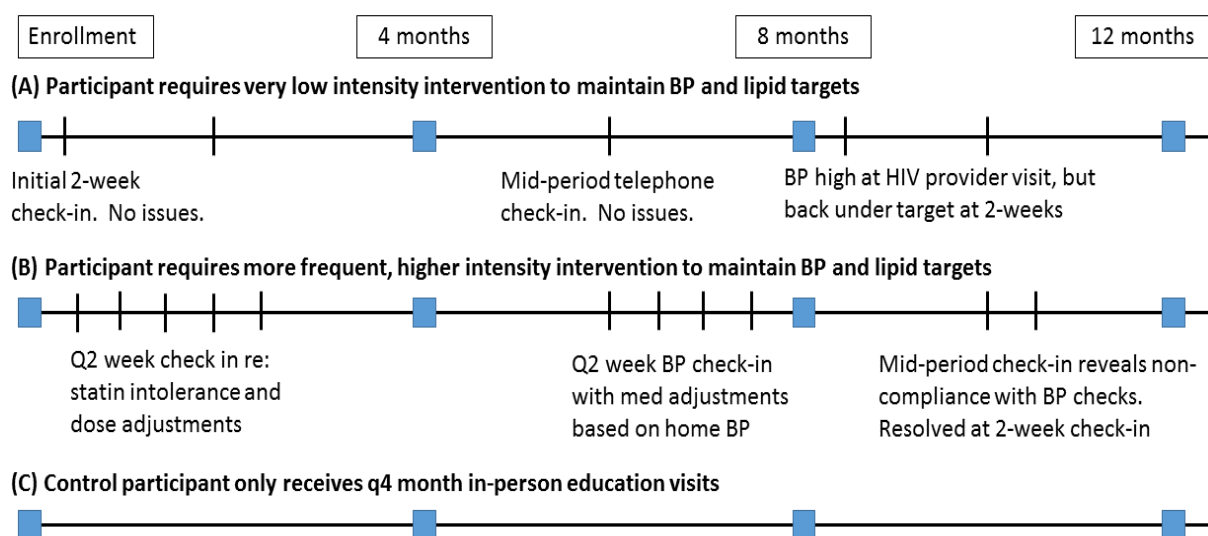 Enrollment
4 months
8 months
12 months
(A) Participant requires very low intensity intervention to maintain BP and lipid targets
Initial 2-week
check-in. No issues.
Mid-period telephone
check-in. No issues.
BP high at HIV provider visit, but
back under target at 2-weeks
(B) Participant requires more frequent, higher intensity intervention to maintain BP and lipid targets
Q2 week check in re:
statin intolerance and
dose adjustments
Q2 week BP check-in
with med adjustments
based on home BP
Mid-period check-in reveals non-
compliance with BP checks.
Resolved at 2-week check-in
(C) Control participant only receives q4 month in-person education visits